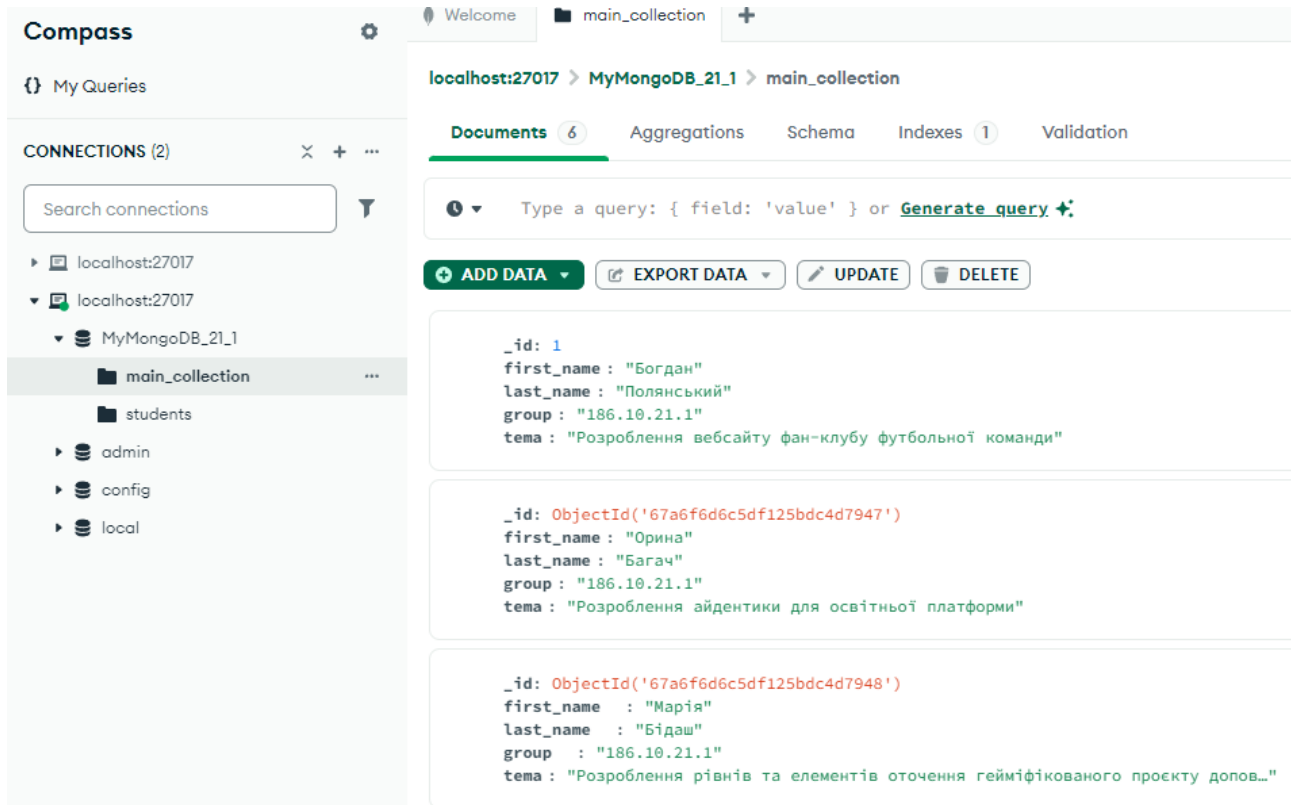 Compass
{} My Queries
CONNECTIONS (2)
Search connections
localhost:27017
localhost:27017
MyMongoDB_21_1
main_collection
students
admin
config
local
Welcome
main_collection
localhost:27017 > MyMongoDB_21_1 > main_collection
Documents 6 Aggregations Schema Indexes 1 Validation
Type a query: { field: 'value' } or Generate query
ADD DATA EXPORT DATA UPDATE DELETE
_id: 1
first_name : "Богдан"
last_name : "Полянський"
group : "186.10.21.1"
tema : "Розроблення вебсайту фан-клубу футбольної команди"
_id: ObjectId('67a6f6d6c5df125bdc4d7947')
first_name : "Орина"
last_name : "Багач"
group : "186.10.21.1"
tema : "Розроблення айдентики для освітньої платформи"
_id: ObjectId('67a6f6d6c5df125bdc4d7948')
first_name : "Марія"
last_name : "Бідаш"
group : "186.10.21.1"
tema : "Розроблення рівнів та елементів оточення гейміфікованого проєкту допов…"